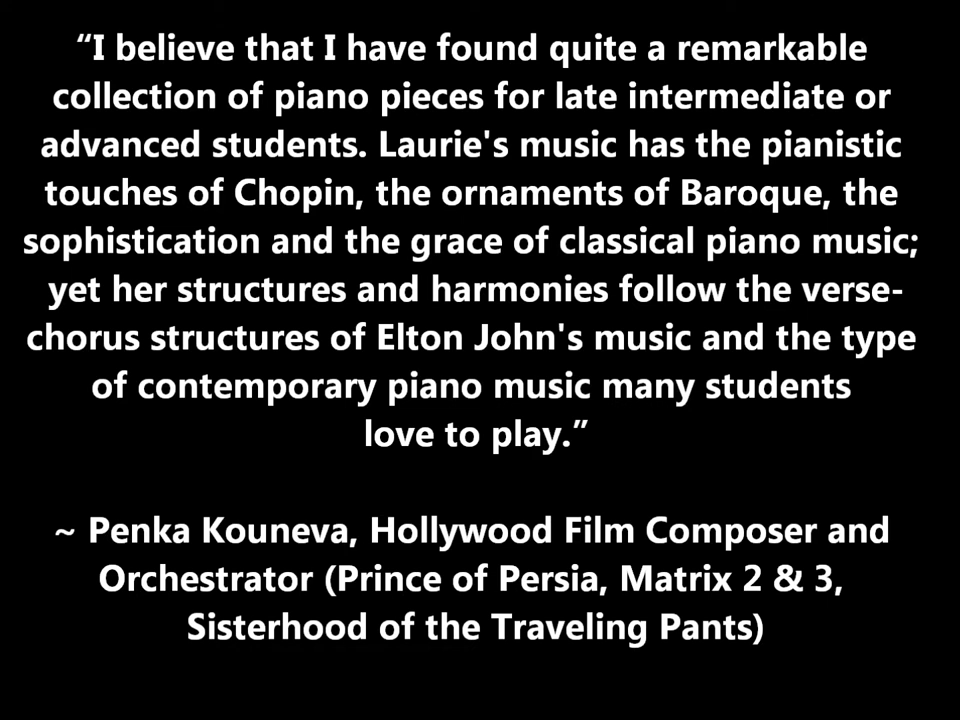 “I believe that I have found quite a remarkable
collection of piano pieces for late intermediate or
advanced students. Laurie's music has the pianistic
touches of Chopin, the ornaments of Baroque, the
sophistication and the grace of classical piano music;
yet her structures and harmonies follow the verse-
chorus structures of Elton John's music and the type
of contemporary piano music many students
love to play.”
~ Penka Kouneva, Hollywood Film Composer and
Orchestrator (Prince of Persia, Matrix 2 & 3,
Sisterhood of the Traveling Pants)